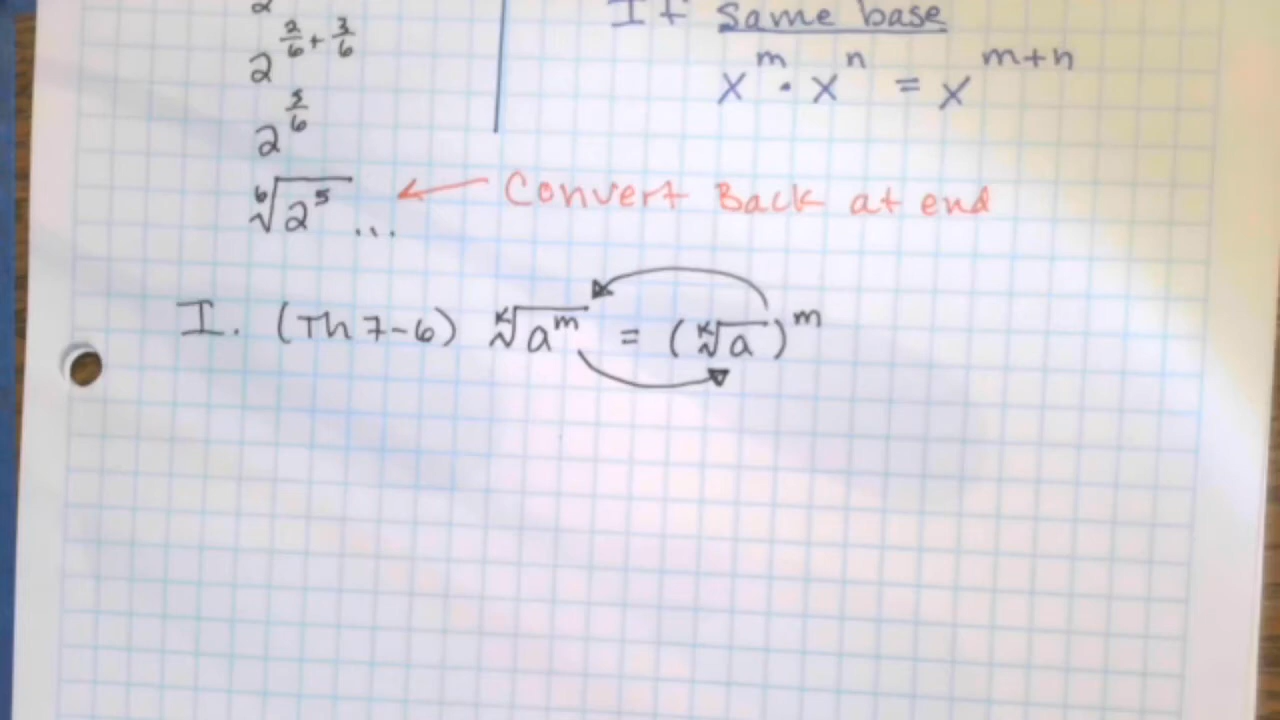 2
2^(2/6 + 3/6)
2^(5/6)
⁶√2⁵ ...
If same base
x^m · x^n = x^(m+n)
← Convert Back at end
I. (Th 7-6) ᴷ√a^m = (ᴷ√a)^m